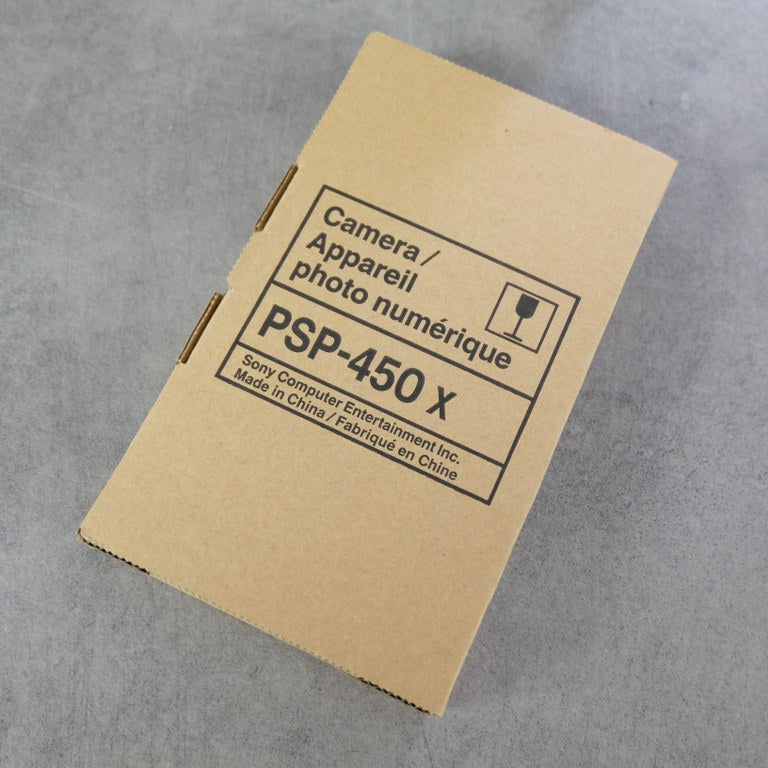 Camera /
Appareil
photo numérique
PSP-450 X
Sony Computer Entertainment Inc.
Made in China / Fabriqué en Chine